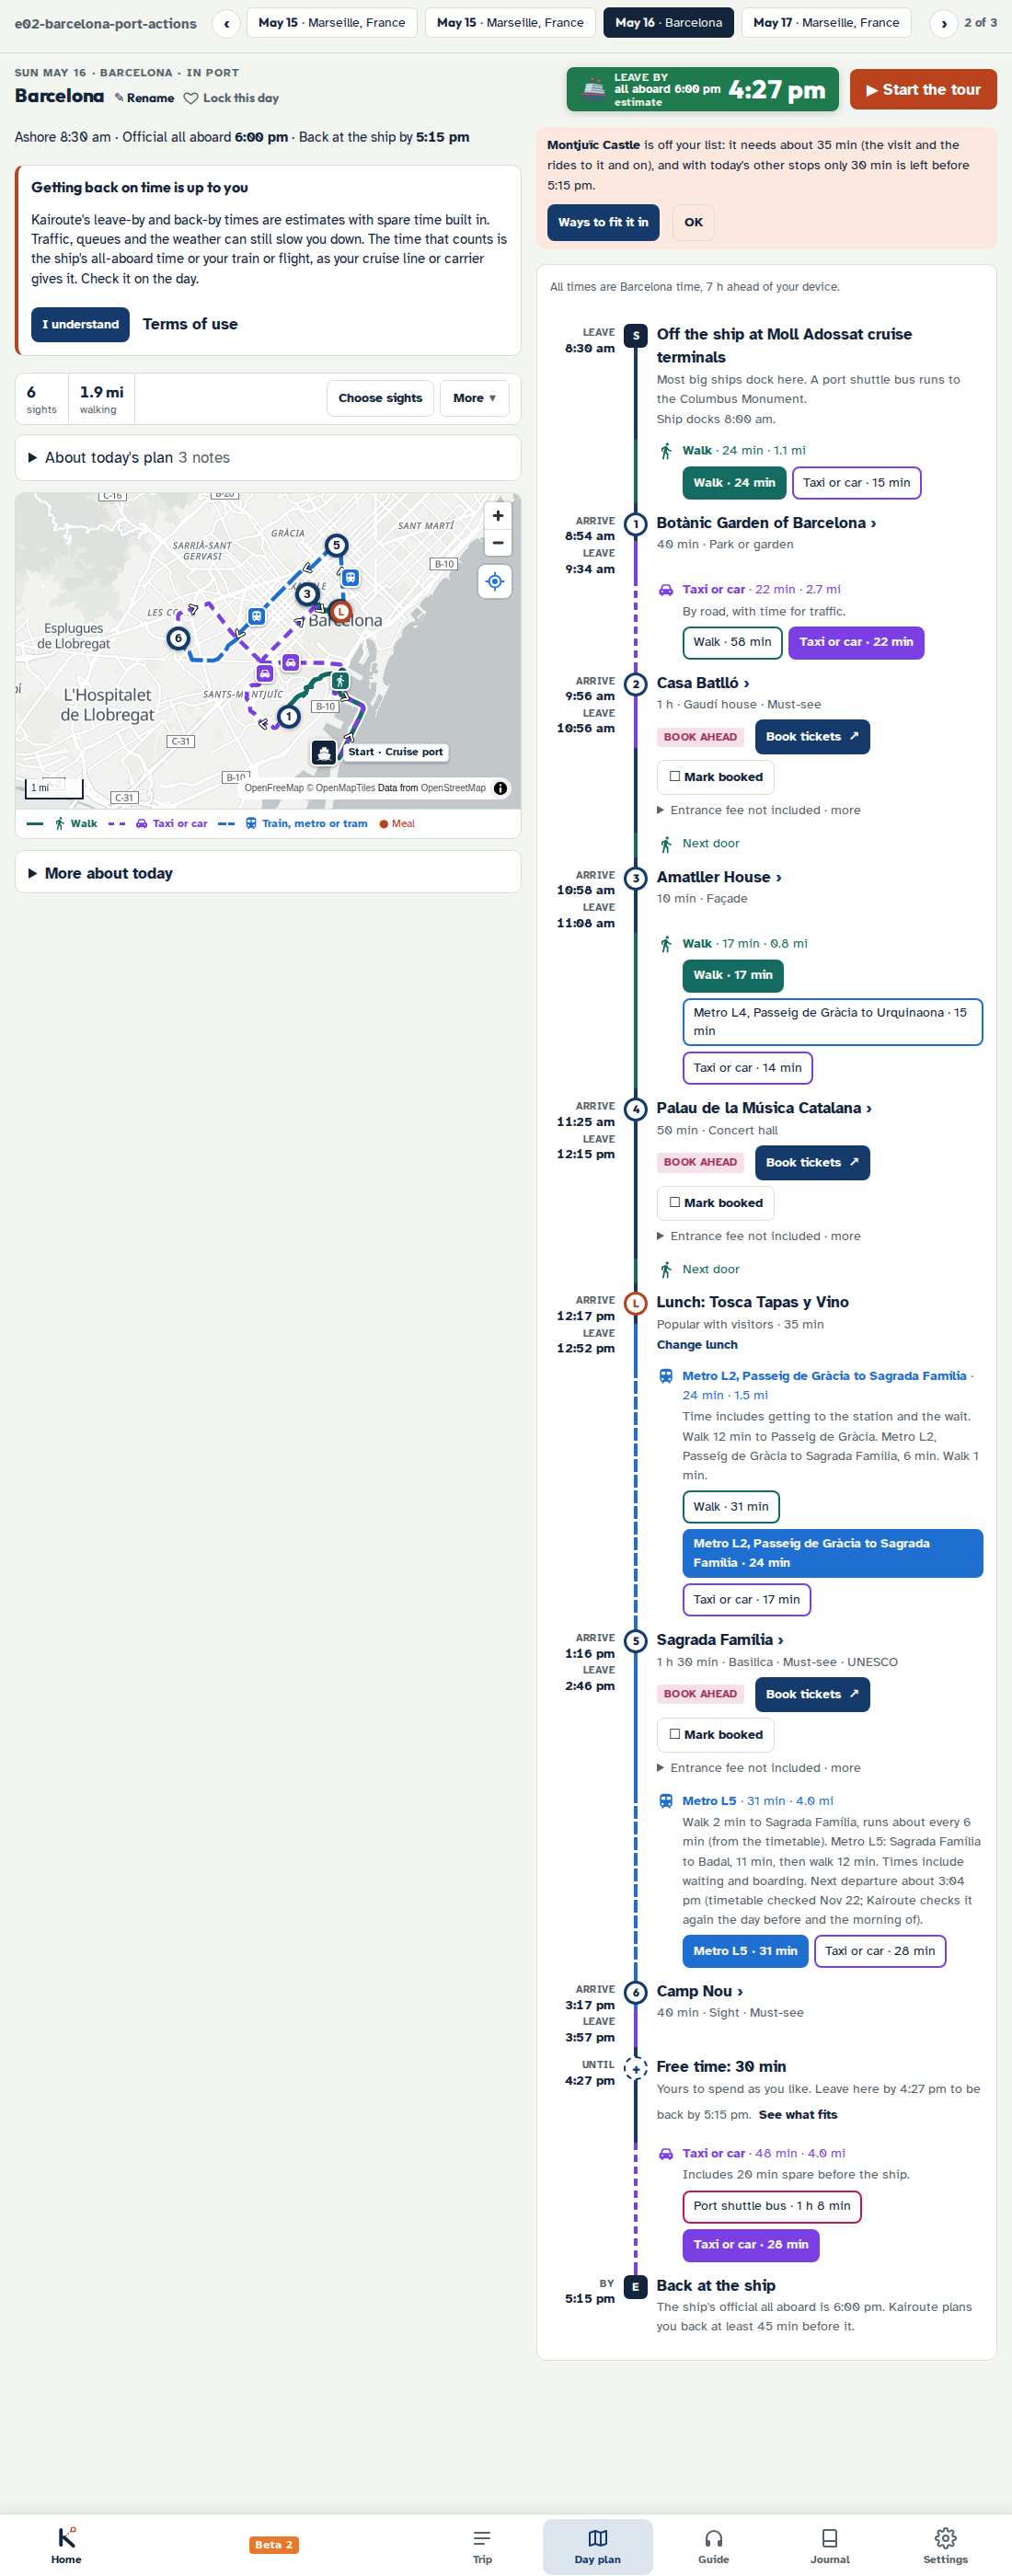 e02-barcelona-port-actions
‹
May 15 · Marseille, France
May 15 · Marseille, France
May 16 · Barcelona
May 17 · Marseille, France
›
2 of 3
SUN MAY 16 · BARCELONA · IN PORT
Barcelona
✎ Rename
Lock this day
LEAVE BY
all aboard 6:00 pm
estimate
4:27 pm
▶ Start the tour
Ashore 8:30 am · Official all aboard 6:00 pm · Back at the ship by 5:15 pm
Getting back on time is up to you
Kairoute's leave-by and back-by times are estimates with spare time built in.
Traffic, queues and the weather can still slow you down. The time that counts is
the ship's all-aboard time or your train or flight, as your cruise line or carrier
gives it. Check it on the day.
I understand
Terms of use
6
sights
1.9 mi
walking
Choose sights
More ▾
▶ About today's plan 3 notes
C-16
B-20
SANT MARTÍ
GRÀCIA
SARRIÀ-SANT
GERVASI
B-10
+
−
5
3
L
Barcelona
6
Esplugues
de Llobregat
L'Hospitalet
de Llobregat
B-10
1
C-31
Start · Cruise port
B-10
1 mi
C-31
OpenFreeMap © OpenMapTiles Data from OpenStreetMap
Walk
Taxi or car
Train, metro or tram
Meal
▶ More about today
Montjuïc Castle is off your list: it needs about 35 min (the visit and the
rides to it and on), and with today's other stops only 30 min is left before
5:15 pm.
Ways to fit it in
OK
All times are Barcelona time, 7 h ahead of your device.
LEAVE
8:30 am
S
Off the ship at Moll Adossat cruise
terminals
Most big ships dock here. A port shuttle bus runs to
the Columbus Monument.
Ship docks 8:00 am.
Walk · 24 min · 1.1 mi
Walk · 24 min
Taxi or car · 15 min
ARRIVE
8:54 am
LEAVE
9:34 am
1
Botànic Garden of Barcelona ›
40 min · Park or garden
Taxi or car · 22 min · 2.7 mi
By road, with time for traffic.
Walk · 58 min
Taxi or car · 22 min
ARRIVE
9:56 am
LEAVE
10:56 am
2
Casa Batlló ›
1 h · Gaudí house · Must-see
BOOK AHEAD
Book tickets ↗
☐ Mark booked
▶ Entrance fee not included · more
Next door
ARRIVE
10:58 am
LEAVE
11:08 am
3
Amatller House ›
10 min · Façade
Walk · 17 min · 0.8 mi
Walk · 17 min
Metro L4, Passeig de Gràcia to Urquinaona · 15
min
Taxi or car · 14 min
ARRIVE
11:25 am
LEAVE
12:15 pm
4
Palau de la Música Catalana ›
50 min · Concert hall
BOOK AHEAD
Book tickets ↗
☐ Mark booked
▶ Entrance fee not included · more
Next door
ARRIVE
12:17 pm
LEAVE
12:52 pm
L
Lunch: Tosca Tapas y Vino
Popular with visitors · 35 min
Change lunch
Metro L2, Passeig de Gràcia to Sagrada Família ·
24 min · 1.5 mi
Time includes getting to the station and the wait.
Walk 12 min to Passeig de Gràcia. Metro L2,
Passeig de Gràcia to Sagrada Família, 6 min. Walk 1
min.
Walk · 31 min
Metro L2, Passeig de Gràcia to Sagrada
Família · 24 min
Taxi or car · 17 min
ARRIVE
1:16 pm
LEAVE
2:46 pm
5
Sagrada Família ›
1 h 30 min · Basilica · Must-see · UNESCO
BOOK AHEAD
Book tickets ↗
☐ Mark booked
▶ Entrance fee not included · more
Metro L5 · 31 min · 4.0 mi
Walk 2 min to Sagrada Família, runs about every 6
min (from the timetable). Metro L5: Sagrada Família
to Badal, 11 min, then walk 12 min. Times include
waiting and boarding. Next departure about 3:04
pm (timetable checked Nov 22; Kairoute checks it
again the day before and the morning of).
Metro L5 · 31 min
Taxi or car · 28 min
ARRIVE
3:17 pm
LEAVE
3:57 pm
6
Camp Nou ›
40 min · Sight · Must-see
UNTIL
4:27 pm
+
Free time: 30 min
Yours to spend as you like. Leave here by 4:27 pm to be
back by 5:15 pm. See what fits
Taxi or car · 48 min · 4.0 mi
Includes 20 min spare before the ship.
Port shuttle bus · 1 h 8 min
Taxi or car · 28 min
BY
5:15 pm
E
Back at the ship
The ship's official all aboard is 6:00 pm. Kairoute plans
you back at least 45 min before it.
Home
Beta 2
Trip
Day plan
Guide
Journal
Settings